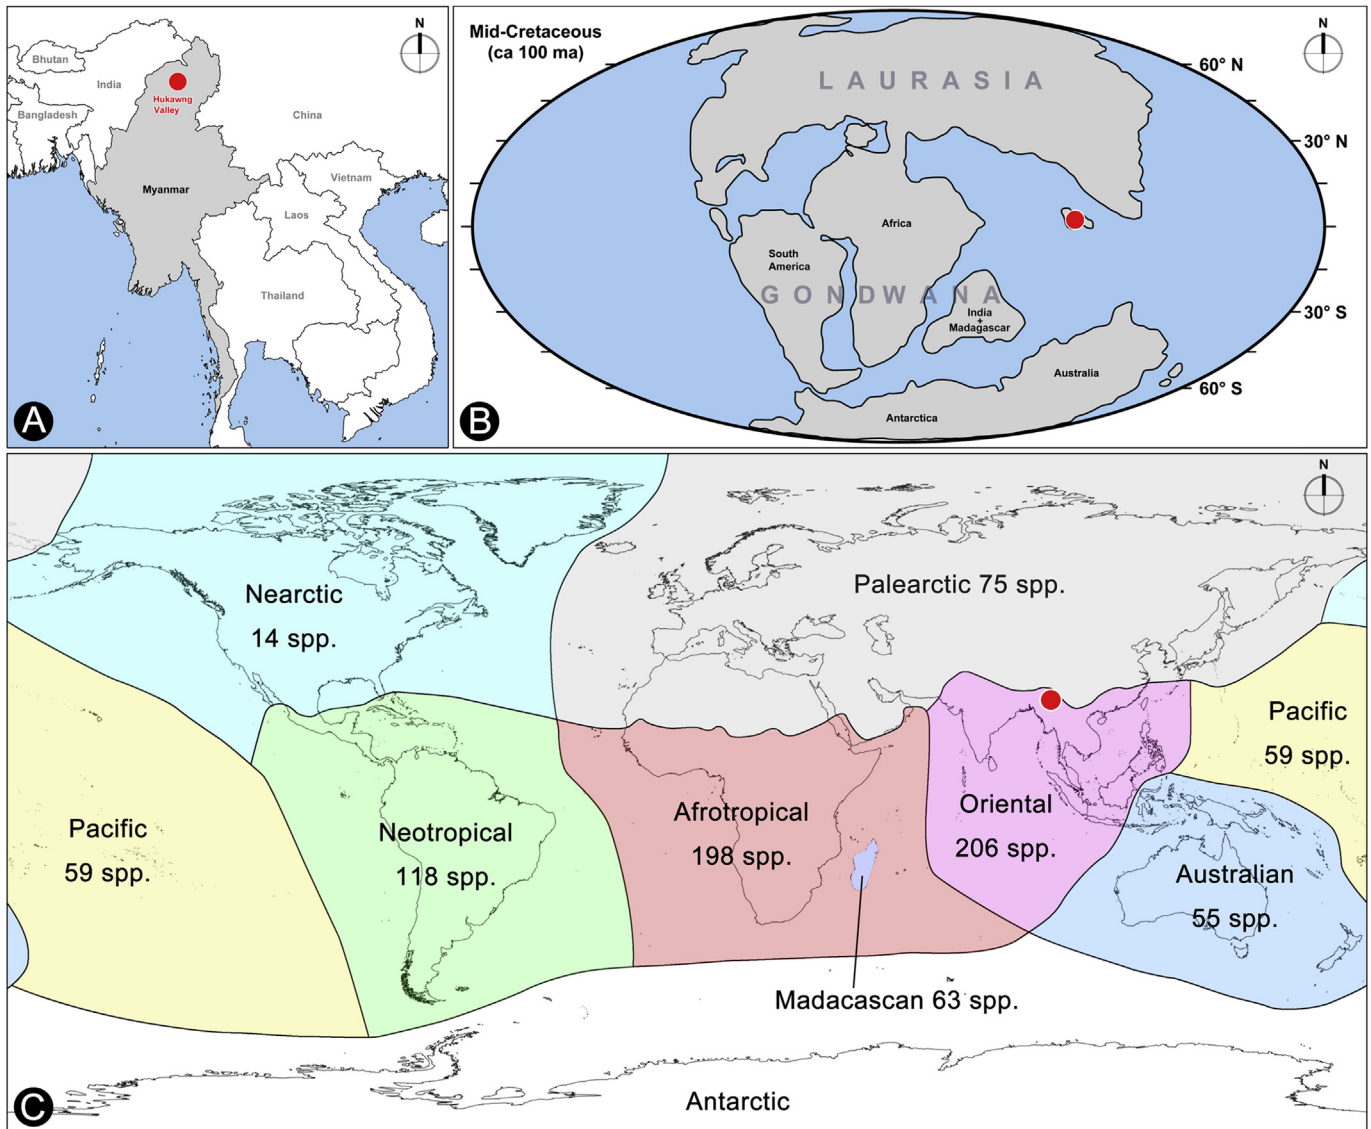 N
Bhutan
India
Hukawng
Valley
Bangladesh
China
Myanmar
Vietnam
Laos
Thailand
A
Mid-Cretaceous
(ca 100 ma)
N
60° N
LAURASIA
30° N
Africa
South
America
GONDWANA
India
+
Madagascar
30° S
Australia
60° S
Antarctica
B
N
Nearctic
14 spp.
Palearctic 75 spp.
Pacific
59 spp.
Pacific
59 spp.
Neotropical
118 spp.
Afrotropical
198 spp.
Oriental
206 spp.
Australian
55 spp.
Madacascan 63 spp.
Antarctic
C